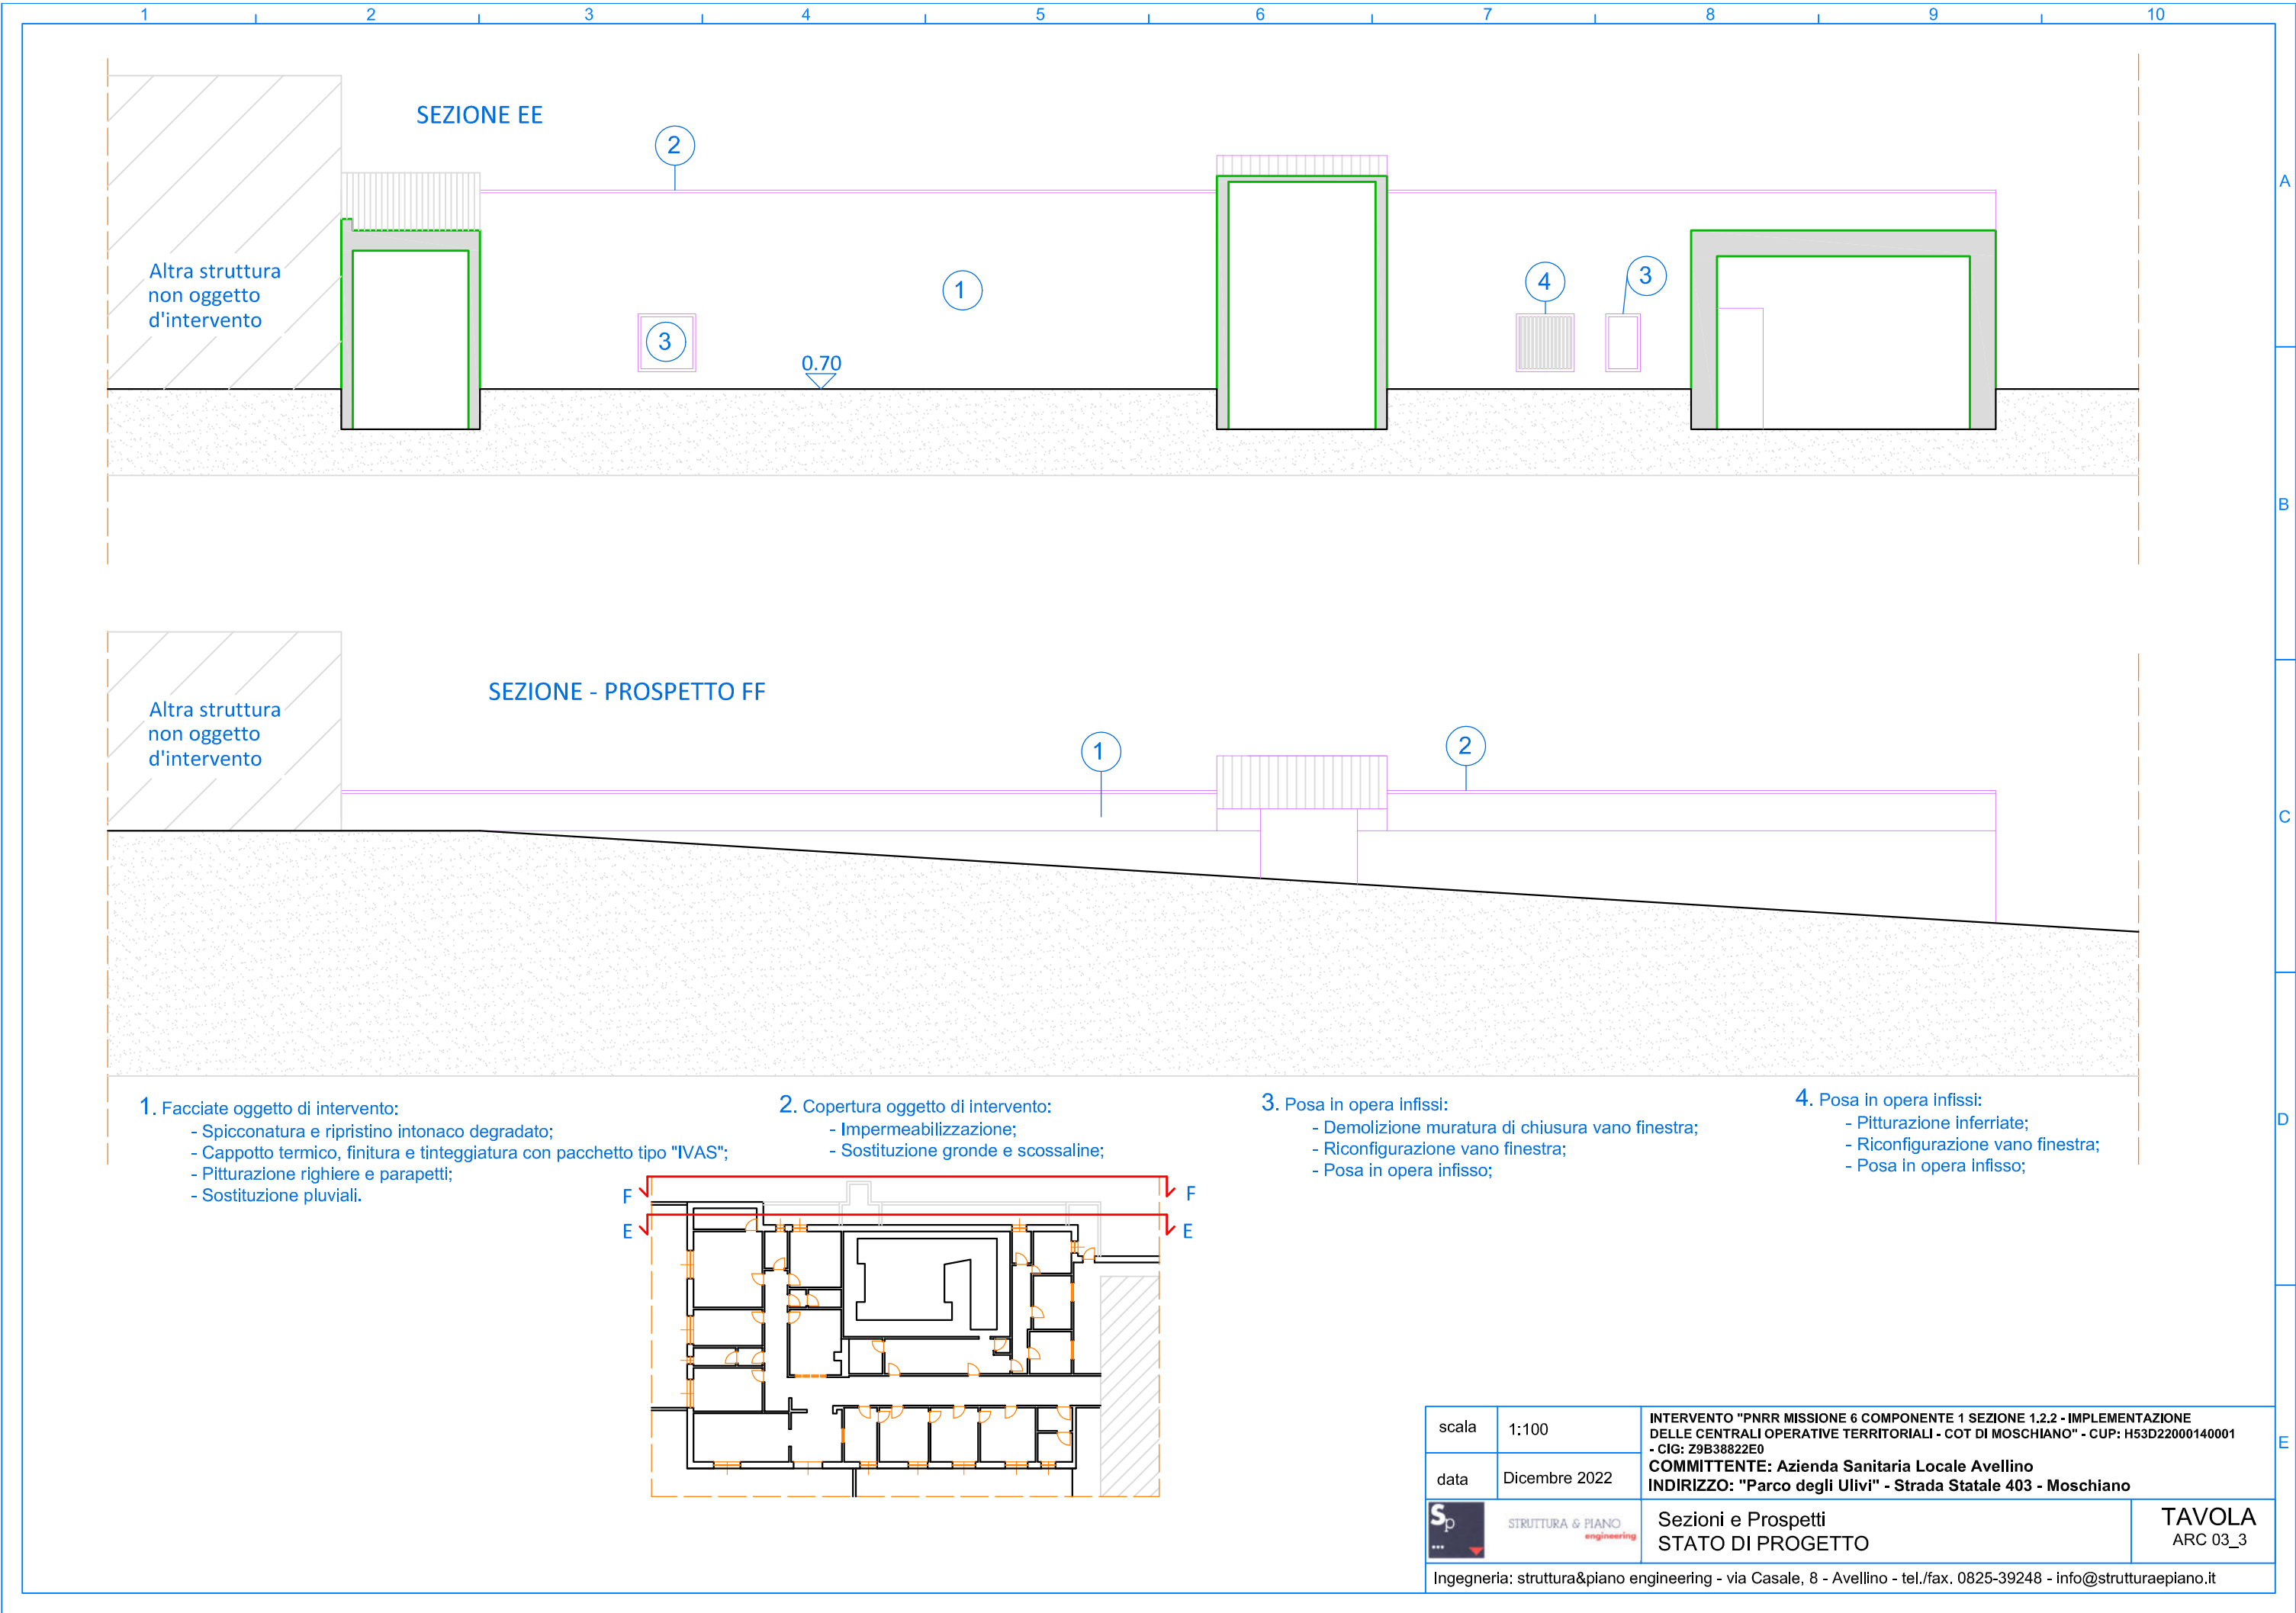 1 2 3 4 5 6 7 8 9 10
A
B
C
D
E
SEZIONE EE
2
Altra struttura
non oggetto
d'intervento
1
4
3
3
0.70
SEZIONE - PROSPETTO FF
Altra struttura
non oggetto
d'intervento
1
2
1. Facciate oggetto di intervento:
- Spicconatura e ripristino intonaco degradato;
- Cappotto termico, finitura e tinteggiatura con pacchetto tipo "IVAS";
- Pitturazione righiere e parapetti;
- Sostituzione pluviali.
2. Copertura oggetto di intervento:
- Impermeabilizzazione;
- Sostituzione gronde e scossaline;
3. Posa in opera infissi:
- Demolizione muratura di chiusura vano finestra;
- Riconfigurazione vano finestra;
- Posa in opera infisso;
4. Posa in opera infissi:
- Pitturazione inferriate;
- Riconfigurazione vano finestra;
- Posa in opera infisso;
F F
E E
scala 1:100
data Dicembre 2022
INTERVENTO "PNRR MISSIONE 6 COMPONENTE 1 SEZIONE 1.2.2 - IMPLEMENTAZIONE
DELLE CENTRALI OPERATIVE TERRITORIALI - COT DI MOSCHIANO" - CUP: H53D22000140001
- CIG: Z9B38822E0
COMMITTENTE: Azienda Sanitaria Locale Avellino
INDIRIZZO: "Parco degli Ulivi" - Strada Statale 403 - Moschiano
Sp
STRUTTURA & PIANO
engineering
Sezioni e Prospetti
STATO DI PROGETTO
TAVOLA
ARC 03_3
Ingegneria: struttura&piano engineering - via Casale, 8 - Avellino - tel./fax. 0825-39248 - info@strutturaepiano.it